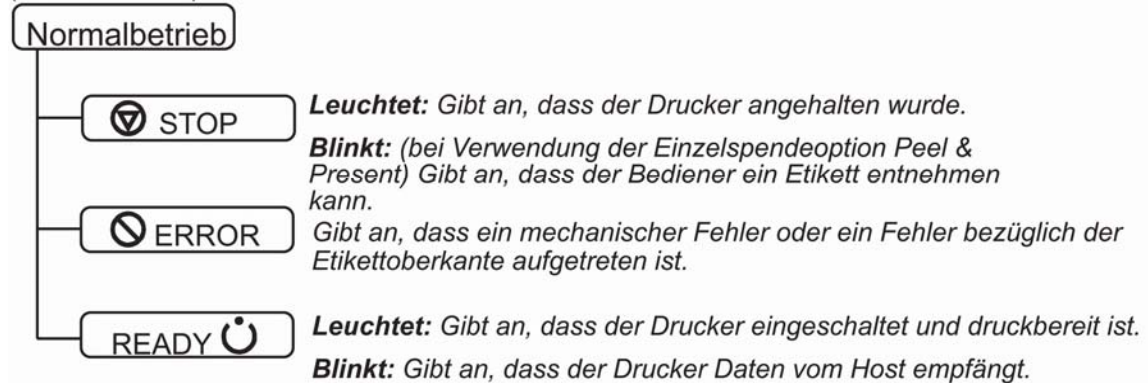 Normalbetrieb
STOP
Leuchtet: Gibt an, dass der Drucker angehalten wurde.
Blinkt: (bei Verwendung der Einzelspendeoption Peel &
Present) Gibt an, dass der Bediener ein Etikett entnehmen
kann.
ERROR
Gibt an, dass ein mechanischer Fehler oder ein Fehler bezüglich der
Etikettoberkante aufgetreten ist.
READY
Leuchtet: Gibt an, dass der Drucker eingeschaltet und druckbereit ist.
Blinkt: Gibt an, dass der Drucker Daten vom Host empfängt.